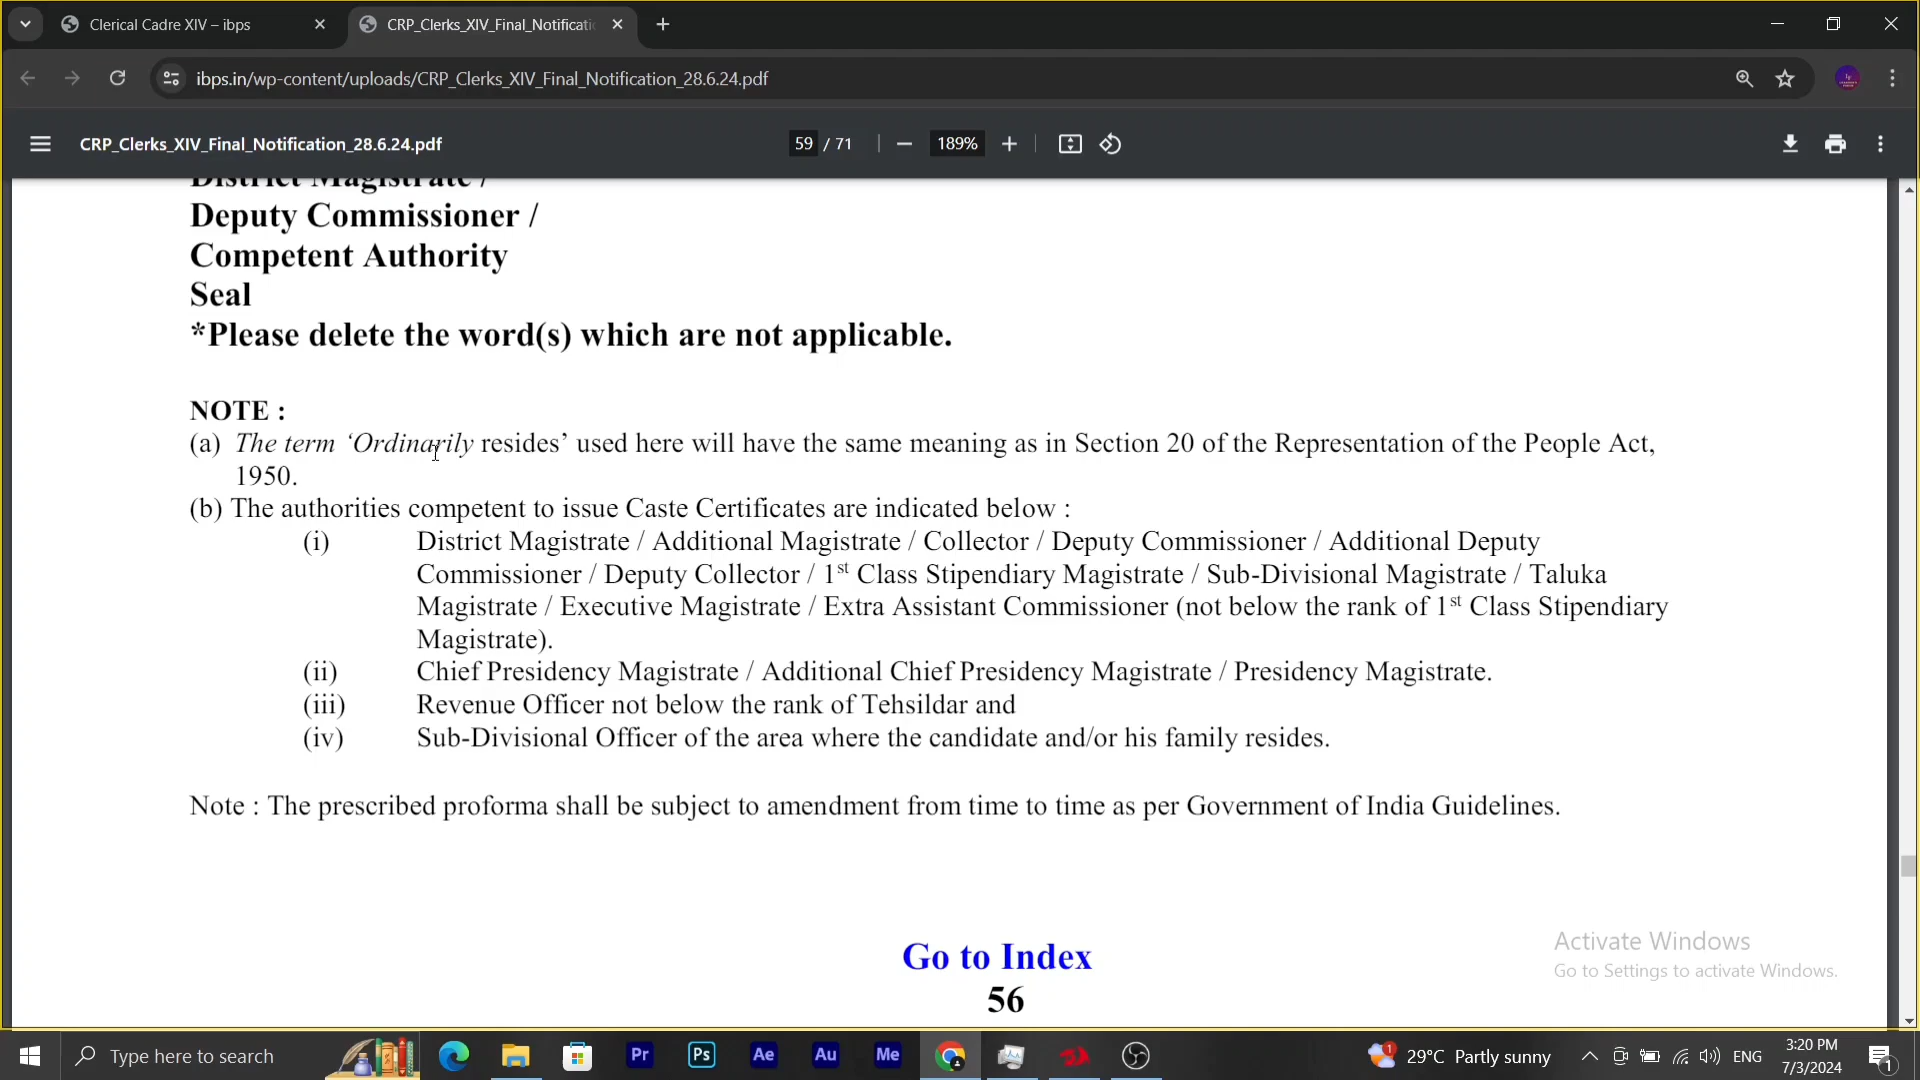 Clerical Cadre XIV – ibps
CRP_Clerks_XIV_Final_Notificati
ibps.in/wp-content/uploads/CRP_Clerks_XIV_Final_Notification_28.6.24.pdf
CRP_Clerks_XIV_Final_Notification_28.6.24.pdf
59 / 71
189%
District Magistrate /
Deputy Commissioner /
Competent Authority
Seal
*Please delete the word(s) which are not applicable.
NOTE :
(a) The term ‘Ordinarily resides’ used here will have the same meaning as in Section 20 of the Representation of the People Act,
1950.
(b) The authorities competent to issue Caste Certificates are indicated below :
(i) District Magistrate / Additional Magistrate / Collector / Deputy Commissioner / Additional Deputy
Commissioner / Deputy Collector / 1st Class Stipendiary Magistrate / Sub-Divisional Magistrate / Taluka
Magistrate / Executive Magistrate / Extra Assistant Commissioner (not below the rank of 1st Class Stipendiary
Magistrate).
(ii) Chief Presidency Magistrate / Additional Chief Presidency Magistrate / Presidency Magistrate.
(iii) Revenue Officer not below the rank of Tehsildar and
(iv) Sub-Divisional Officer of the area where the candidate and/or his family resides.
Note : The prescribed proforma shall be subject to amendment from time to time as per Government of India Guidelines.
Go to Index
56
Activate Windows
Go to Settings to activate Windows.
Type here to search
Pr
Ps
Ae
Au
Me
1
29°C Partly sunny
ENG
3:20 PM
7/3/2024
1